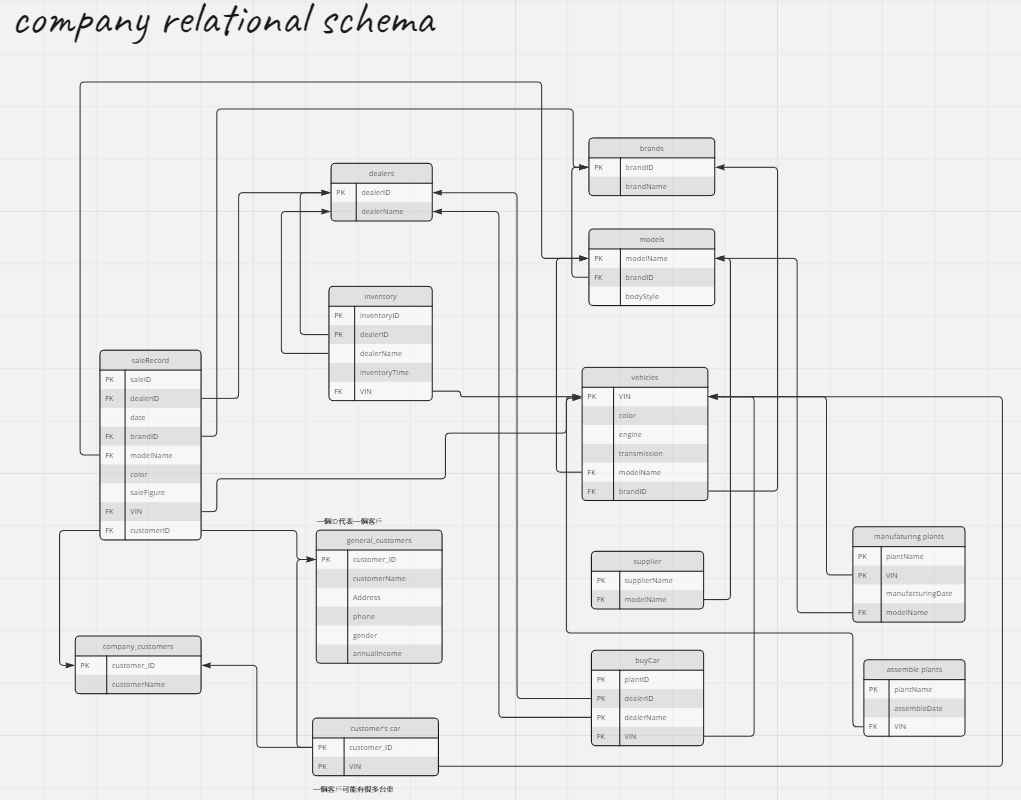 company relational schema
brands
PK brandID
brandName
dealers
PK dealerID
dealerName
models
PK modelName
FK brandID
bodyStyle
inventory
PK inventoryID
PK dealerID
dealerName
inventoryTime
FK VIN
saleRecord
PK saleID
FK dealerID
date
FK brandID
FK modelName
color
saleFigure
FK VIN
FK customerID
vehicles
PK VIN
color
engine
transmission
FK modelName
FK brandID
一個ID代表一個客戶
general_customers
PK customer_ID
customerName
Address
phone
gender
annualIncome
supplier
PK supplierName
FK modelName
manufaturing plants
PK plantName
PK VIN
manufacturingDate
FK modelName
company_customers
PK customer_ID
customerName
buyCar
PK plantID
PK dealerID
PK dealerName
FK VIN
assemble plants
PK plantName
assembleDate
FK VIN
customer's car
PK customer_ID
PK VIN
一個客戶可能有很多台車